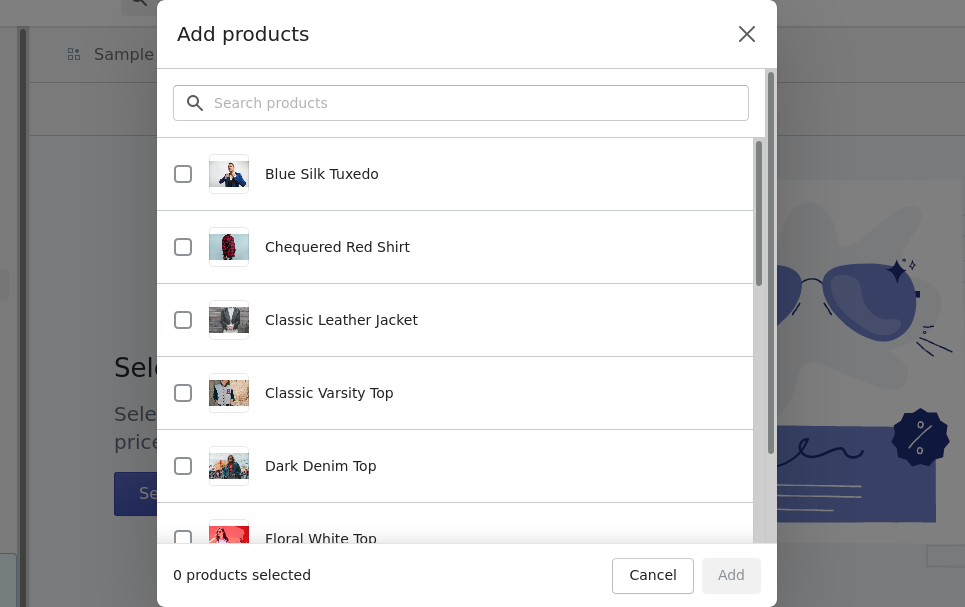 Add products
Sample
Search products
Blue Silk Tuxedo
Chequered Red Shirt
Classic Leather Jacket
Classic Varsity Top
Dark Denim Top
Floral White Top
Sele
Sele
price
Se
0 products selected
Cancel
Add